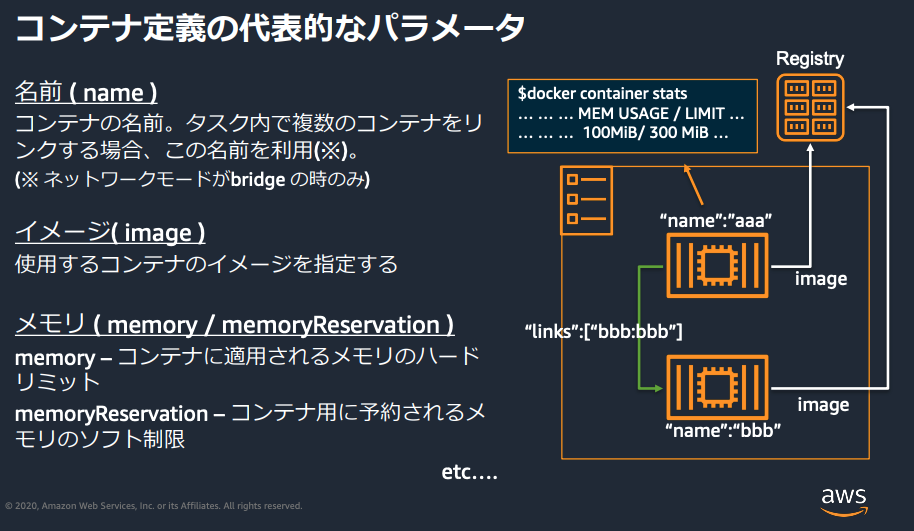 コンテナ定義の代表的なパラメータ
名前 ( name )
コンテナの名前。タスク内で複数のコンテナをリ
ンクする場合、この名前を利用(※)。
(※ ネットワークモードがbridge の時のみ)
イメージ( image )
使用するコンテナのイメージを指定する
メモリ ( memory / memoryReservation )
memory – コンテナに適用されるメモリのハード
リミット
memoryReservation – コンテナ用に予約されるメ
モリのソフト制限
etc….
Registry
$docker container stats
... ... ... MEM USAGE / LIMIT ...
... ... ... 100MiB/ 300 MiB ...
“name”:”aaa”
image
“links”:[“bbb:bbb”]
image
“name”:“bbb”
© 2020, Amazon Web Services, Inc. or its Affiliates. All rights reserved.
aws